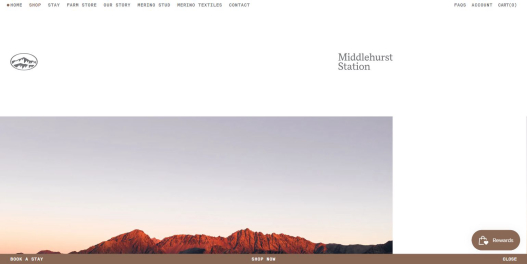 HOME SHOP STAY FARM STORE OUR STORY MERINO STUD MERINO TEXTILES CONTACT
FAQS ACCOUNT CART(0)
Middlehurst
Station
Rewards
BOOK A STAY SHOP NOW CLOSE